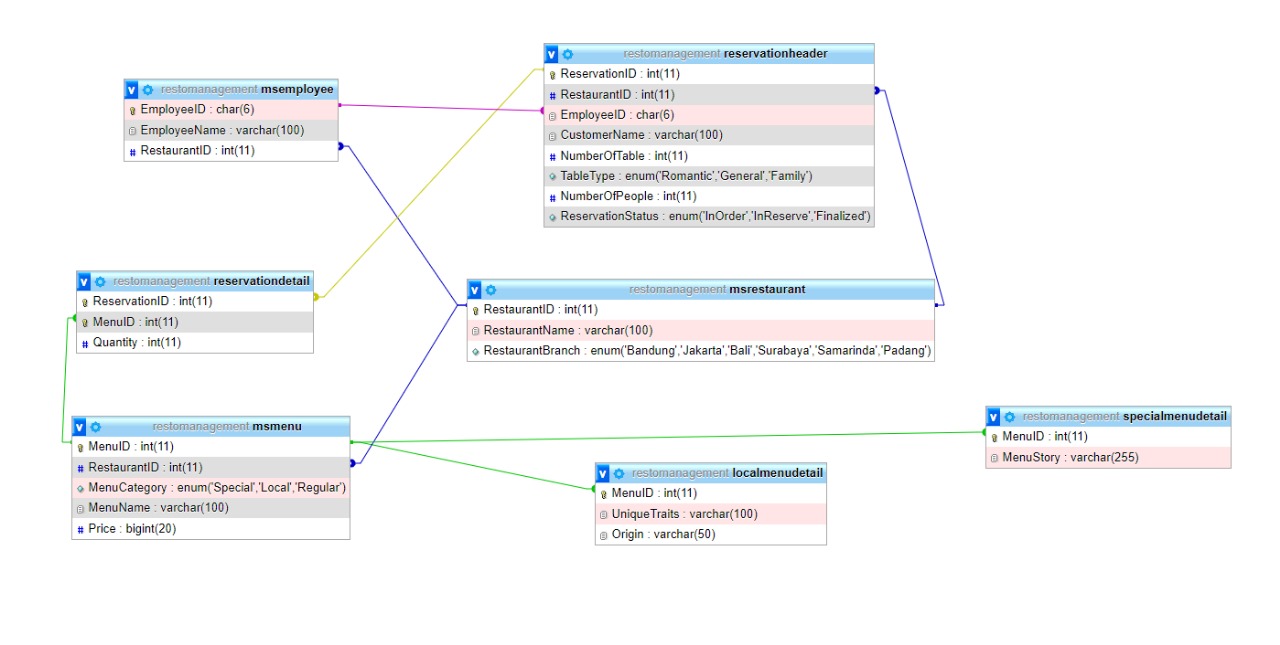 restomanagement reservationheader
ReservationID : int(11)
RestaurantID : int(11)
EmployeeID : char(6)
CustomerName : varchar(100)
NumberOfTable : int(11)
TableType : enum('Romantic','General','Family')
NumberOfPeople : int(11)
ReservationStatus : enum('InOrder','InReserve','Finalized')
restomanagement msemployee
EmployeeID : char(6)
EmployeeName : varchar(100)
RestaurantID : int(11)
restomanagement reservationdetail
ReservationID : int(11)
MenuID : int(11)
Quantity : int(11)
restomanagement msrestaurant
RestaurantID : int(11)
RestaurantName : varchar(100)
RestaurantBranch : enum('Bandung','Jakarta','Bali','Surabaya','Samarinda','Padang')
restomanagement msmenu
MenuID : int(11)
RestaurantID : int(11)
MenuCategory : enum('Special','Local','Regular')
MenuName : varchar(100)
Price : bigint(20)
restomanagement localmenudetail
MenuID : int(11)
UniqueTraits : varchar(100)
Origin : varchar(50)
restomanagement specialmenudetail
MenuID : int(11)
MenuStory : varchar(255)